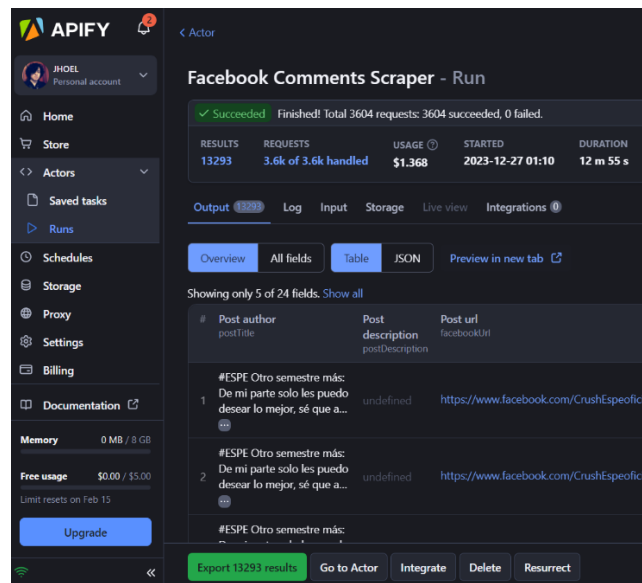 APIFY
2
JHOEL
Personal account
Home
Store
Actors
Saved tasks
Runs
Schedules
Storage
Proxy
Settings
Billing
Documentation
Memory 0 MB / 8 GB
Free usage $0.00 / $5.00
Limit resets on Feb 15
Upgrade
«
< Actor
Facebook Comments Scraper - Run
Succeeded Finished! Total 3604 requests: 3604 succeeded, 0 failed.
RESULTS REQUESTS USAGE STARTED DURATION
13293 3.6k of 3.6k handled $1.368 2023-12-27 01:10 12 m 55 s
Output 13293 Log Input Storage Live view Integrations 0
Overview All fields Table JSON Preview in new tab
Showing only 5 of 24 fields. Show all
# Post author Post description Post url
postTitle postDescription facebookUrl
#ESPE Otro semestre más:
De mi parte solo les puedo
desear lo mejor, sé que a...
1 undefined https://www.facebook.com/CrushEspeofic
#ESPE Otro semestre más:
De mi parte solo les puedo
desear lo mejor, sé que a...
2 undefined https://www.facebook.com/CrushEspeofic
#ESPE Otro semestre más:
Export 13293 results Go to Actor Integrate Delete Resurrect